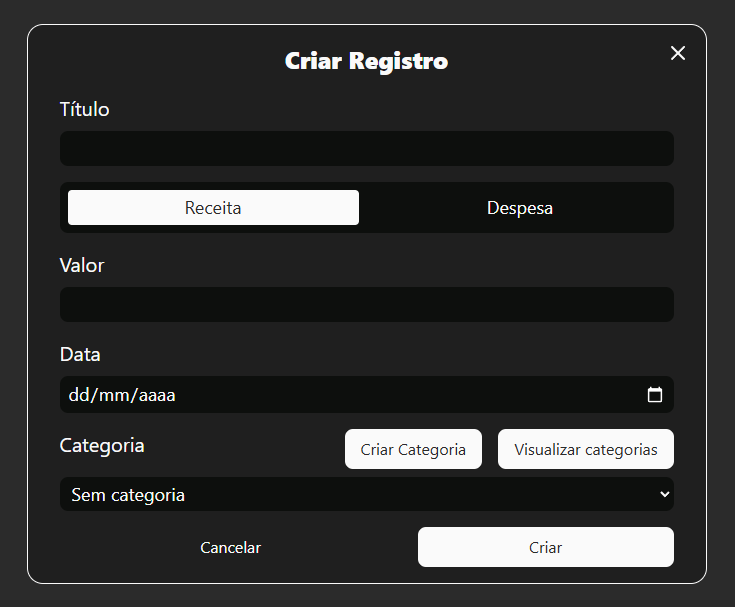 Criar Registro
Título
Receita Despesa
Valor
Data
dd/mm/aaaa
Categoria Criar Categoria Visualizar categorias
Sem categoria
Cancelar Criar